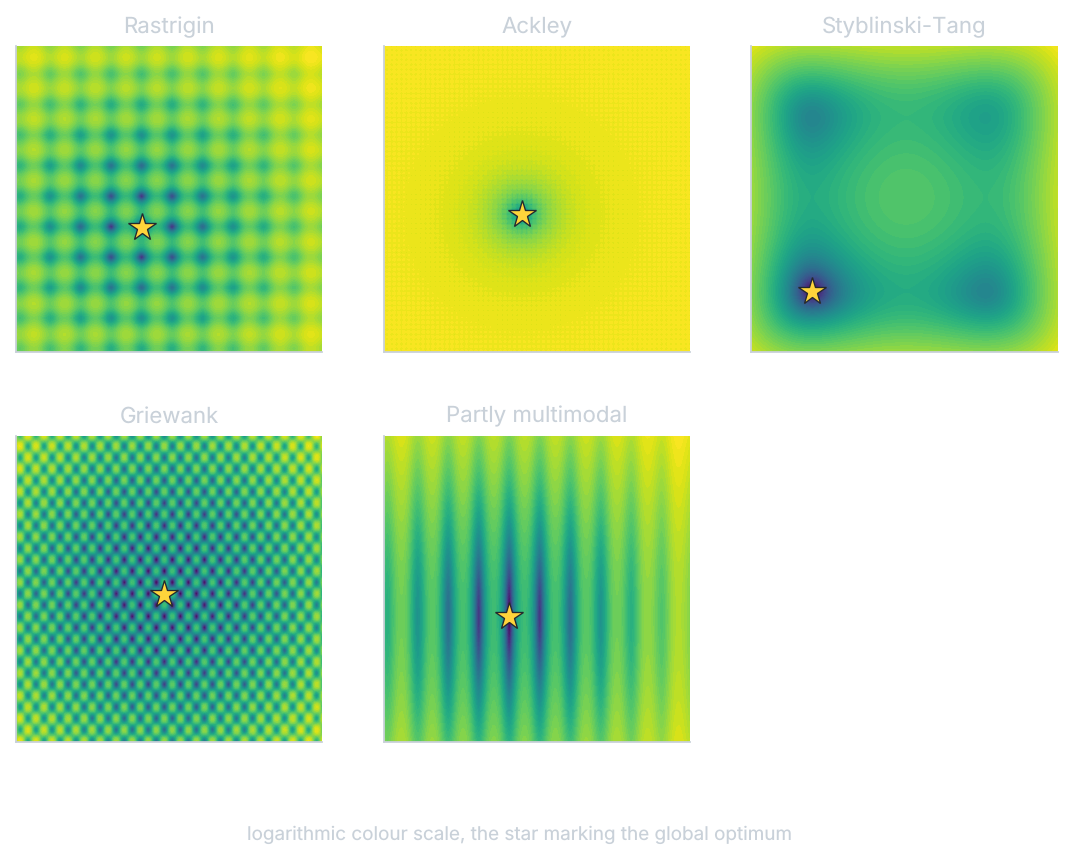 Rastrigin
Ackley
Styblinski-Tang
Griewank
Partly multimodal
logarithmic colour scale, the star marking the global optimum